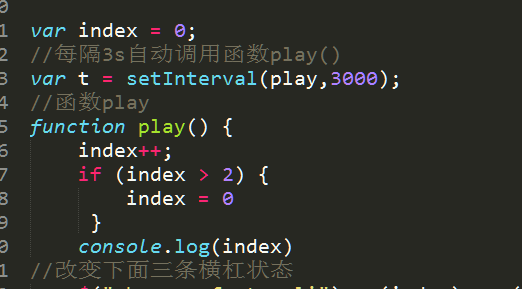 0
1 var index = 0;
2 //每隔3s自动调用函数play()
3 var t = setInterval(play,3000);
4 //函数play
5 function play() {
6 index++;
7 if (index > 2) {
8 index = 0
9 }
0 console.log(index)
1 //改变下面三条横杠状态